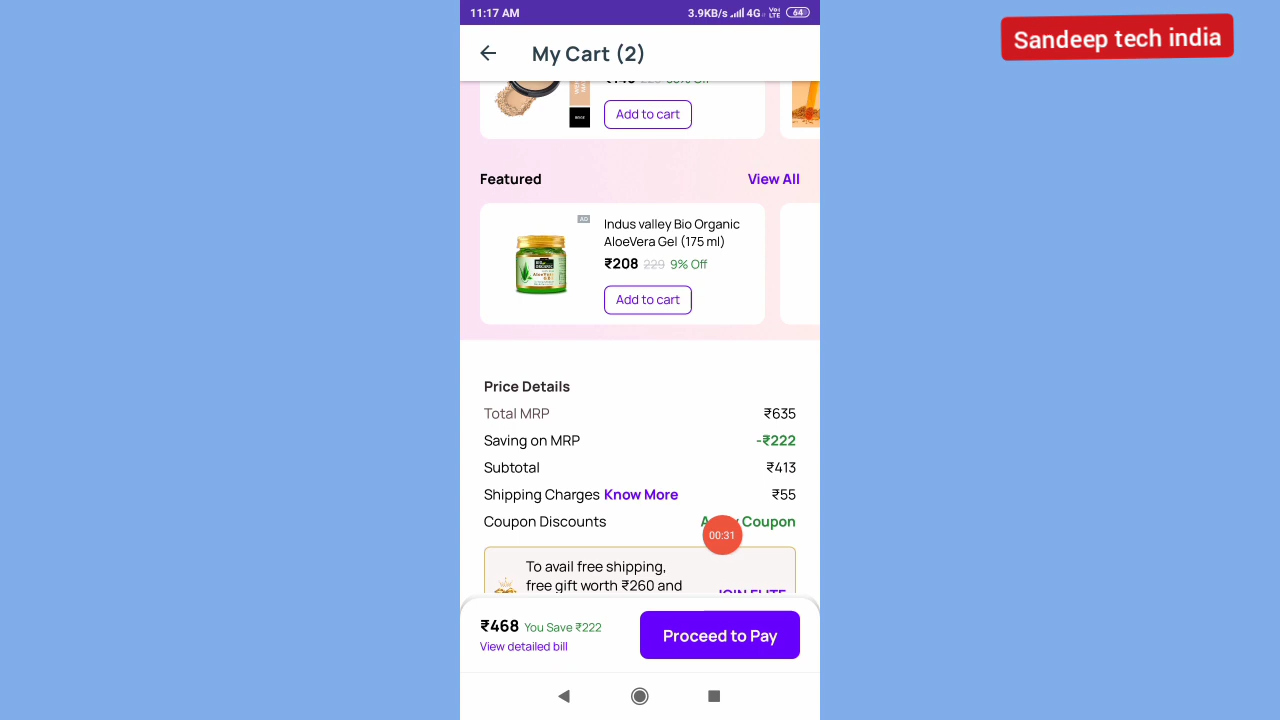 11:17 AM
3.9KB/s 4G 64
Sandeep tech india
My Cart (2)
Add to cart
Featured
View All
AD
Indus valley Bio Organic
AloeVera Gel (175 ml)
₹208 229 9% Off
Add to cart
Price Details
Total MRP ₹635
Saving on MRP -₹222
Subtotal ₹413
Shipping Charges Know More ₹55
Coupon Discounts Coupon
00:31
To avail free shipping,
free gift worth ₹260 and
JOIN ELITE
₹468 You Save ₹222
View detailed bill
Proceed to Pay